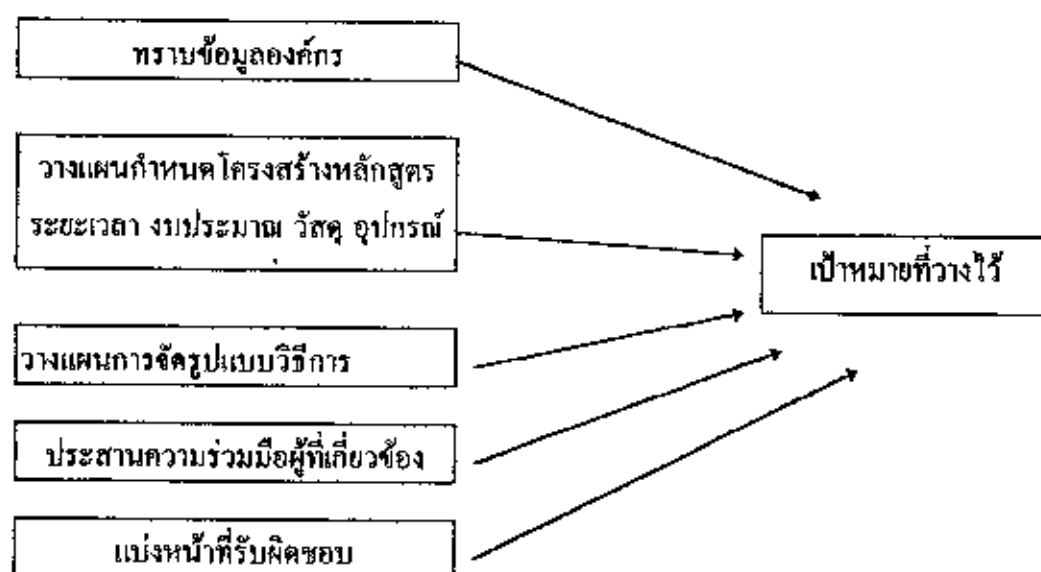 ทราบข้อมูลองค์กร
วางแผนกำหนดโครงสร้างหลักสูตร
ระยะเวลา งบประมาณ วัสดุ อุปกรณ์
เป้าหมายที่วางไว้
วางแผนการจัดรูปแบบวิธีการ
ประสานความร่วมมือผู้ที่เกี่ยวข้อง
แบ่งหน้าที่รับผิดชอบ